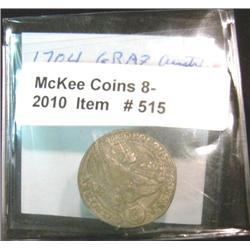 1704 GRAZ
McKee Coins 8-
2010 Item # 515